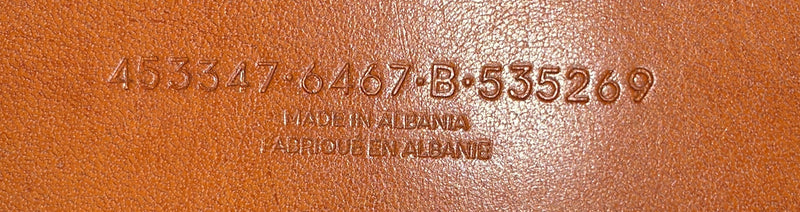 453347·6467·B·535269
MADE IN ALBANIA
FABRIQUÉ EN ALBANIE